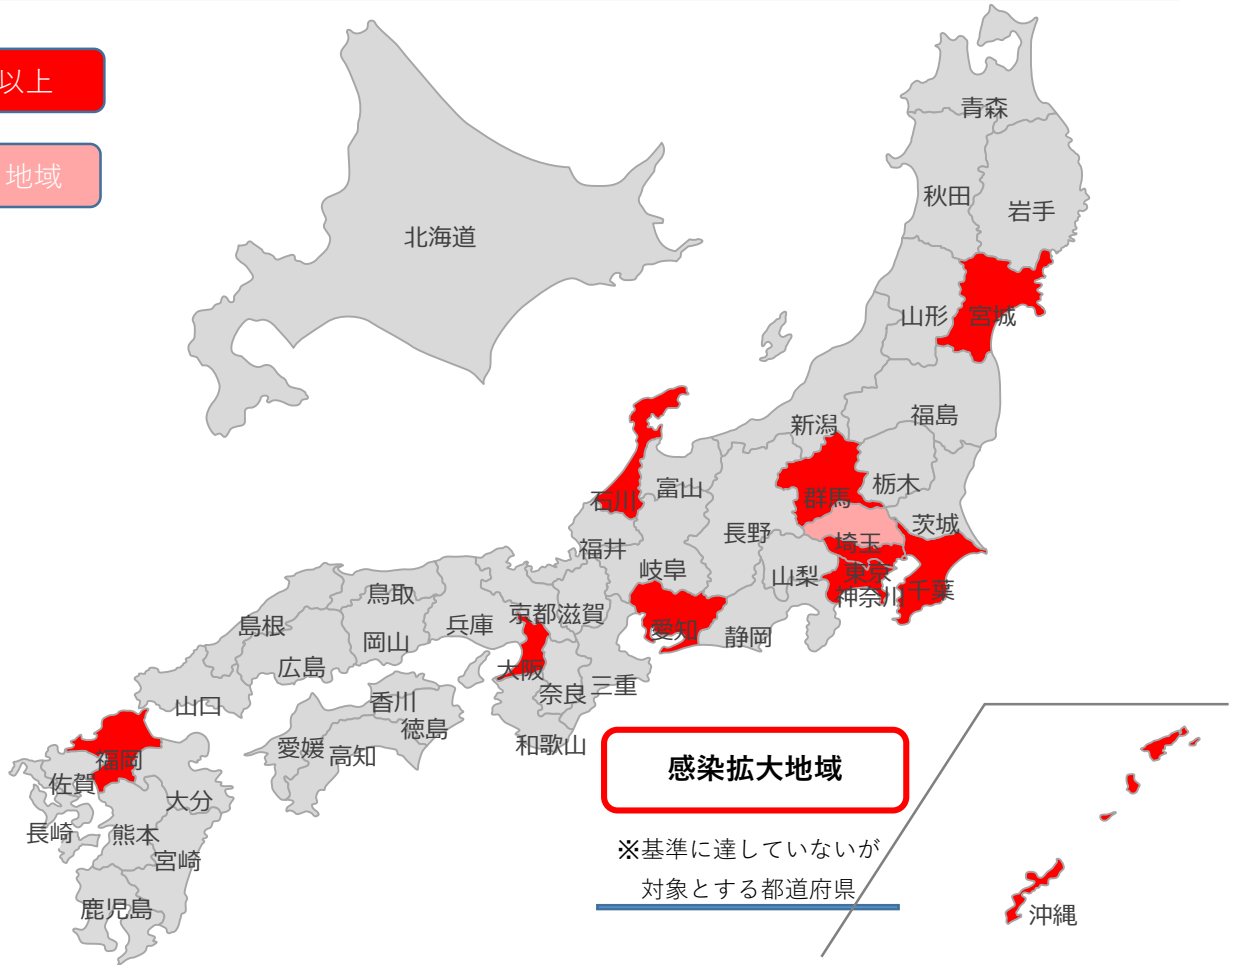 以上
地域
青森
秋田
岩手
北海道
山形
宮城
福島
新潟
栃木
群馬
富山
石川
茨城
長野
埼玉
福井
岐阜
山梨
東京
千葉
神奈川
鳥取
京都
滋賀
島根
兵庫
愛知
静岡
岡山
広島
大阪
奈良
三重
山口
香川
徳島
和歌山
愛媛
高知
福岡
佐賀
大分
長崎
熊本
宮崎
鹿児島
感染拡大地域
※基準に達していないが
対象とする都道府県
沖縄